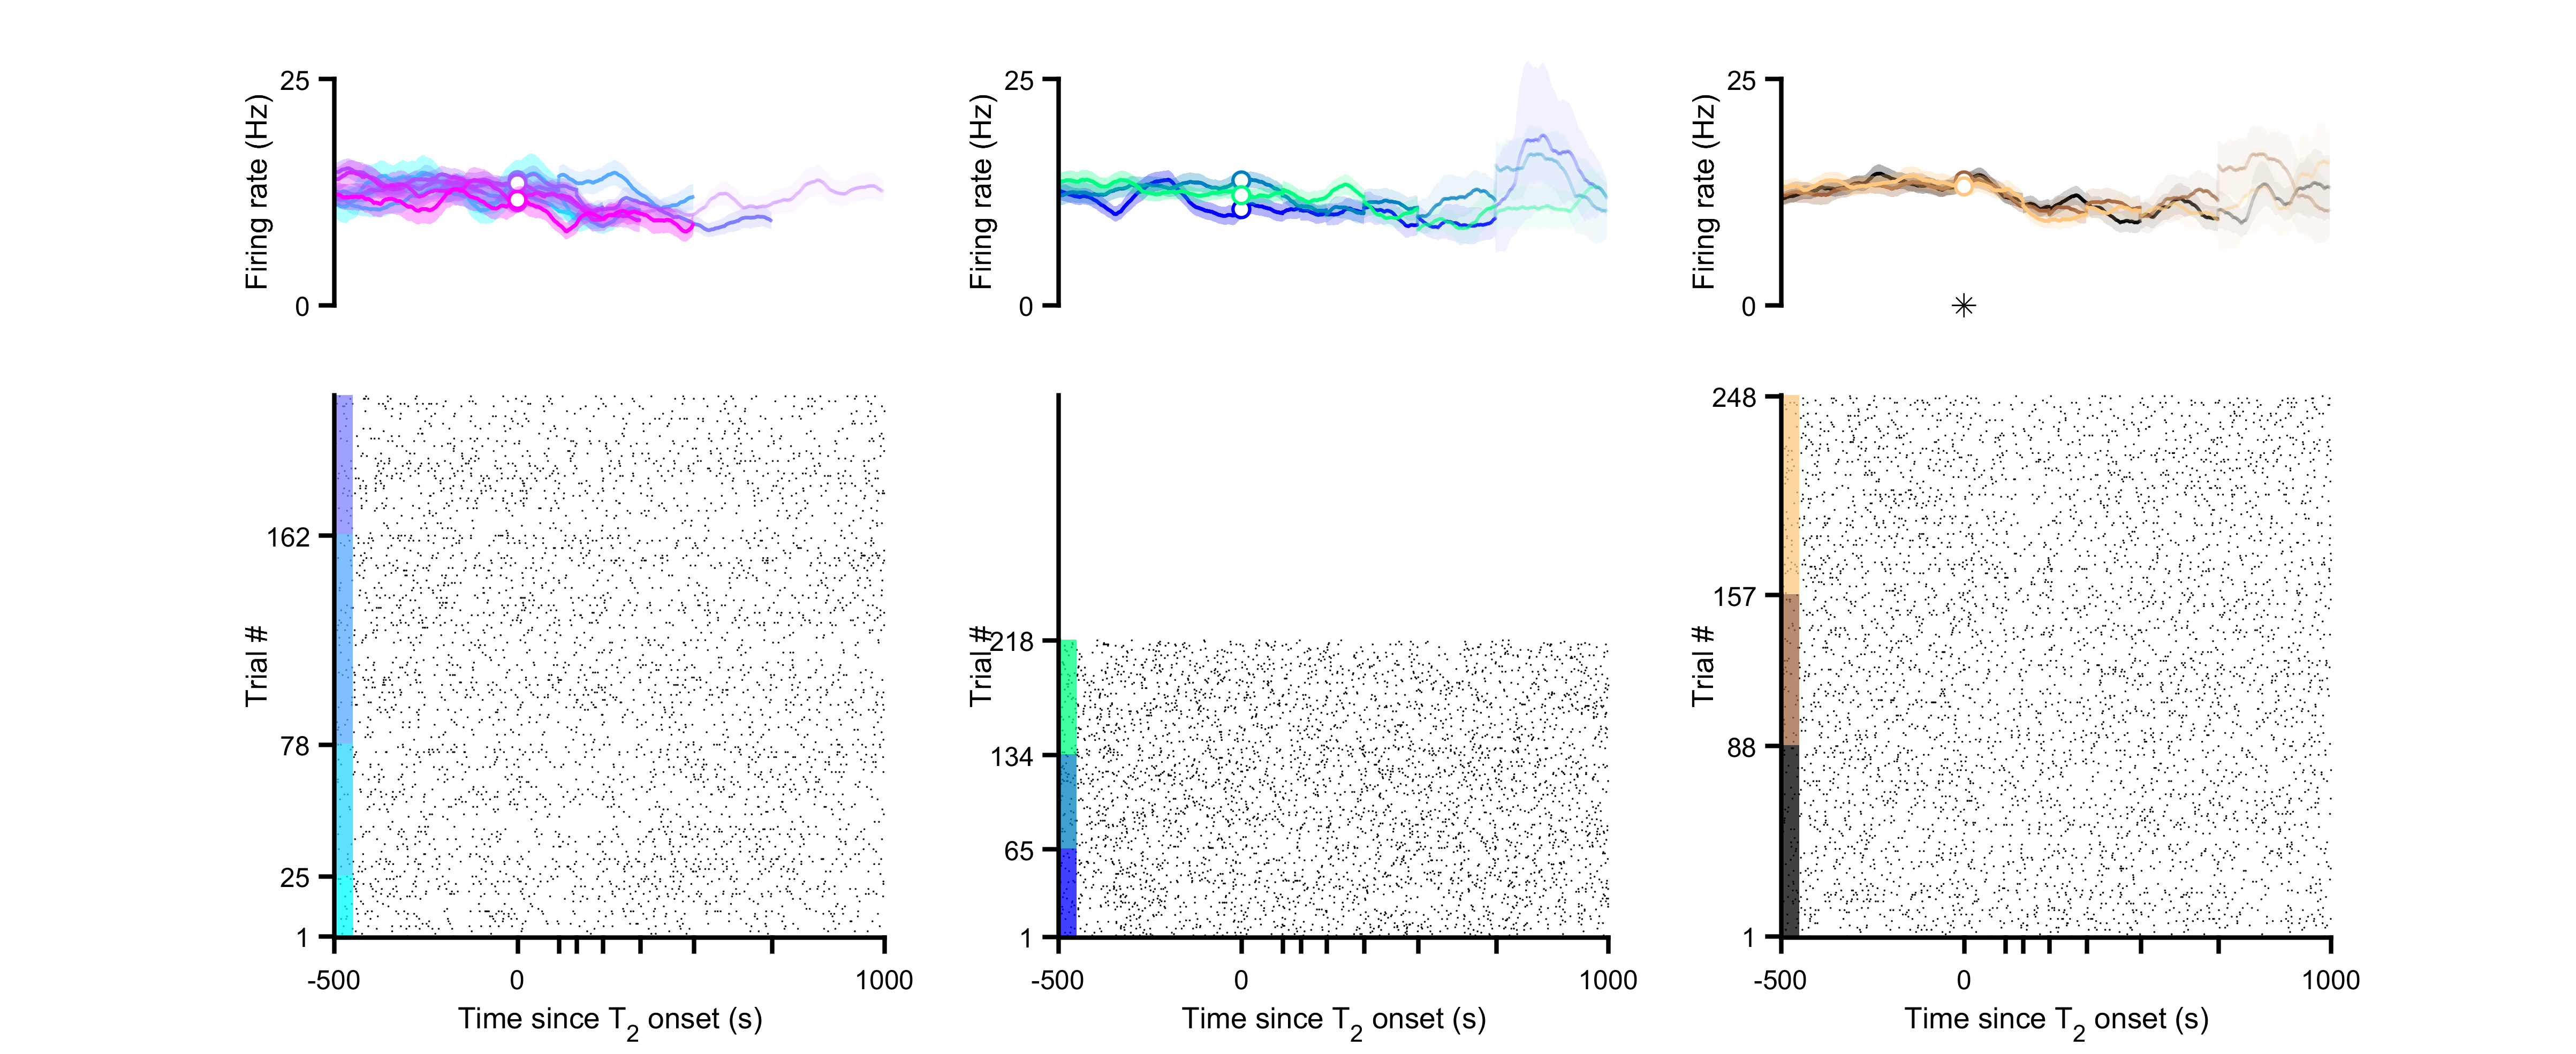 25
Firing rate (Hz)
0
25
Firing rate (Hz)
0
25
Firing rate (Hz)
0
162
78
25
1
Trial #
-500 0 1000
Time since T2 onset (s)
218
134
65
1
Trial #
-500 0 1000
Time since T2 onset (s)
248
157
88
1
Trial #
-500 0 1000
Time since T2 onset (s)